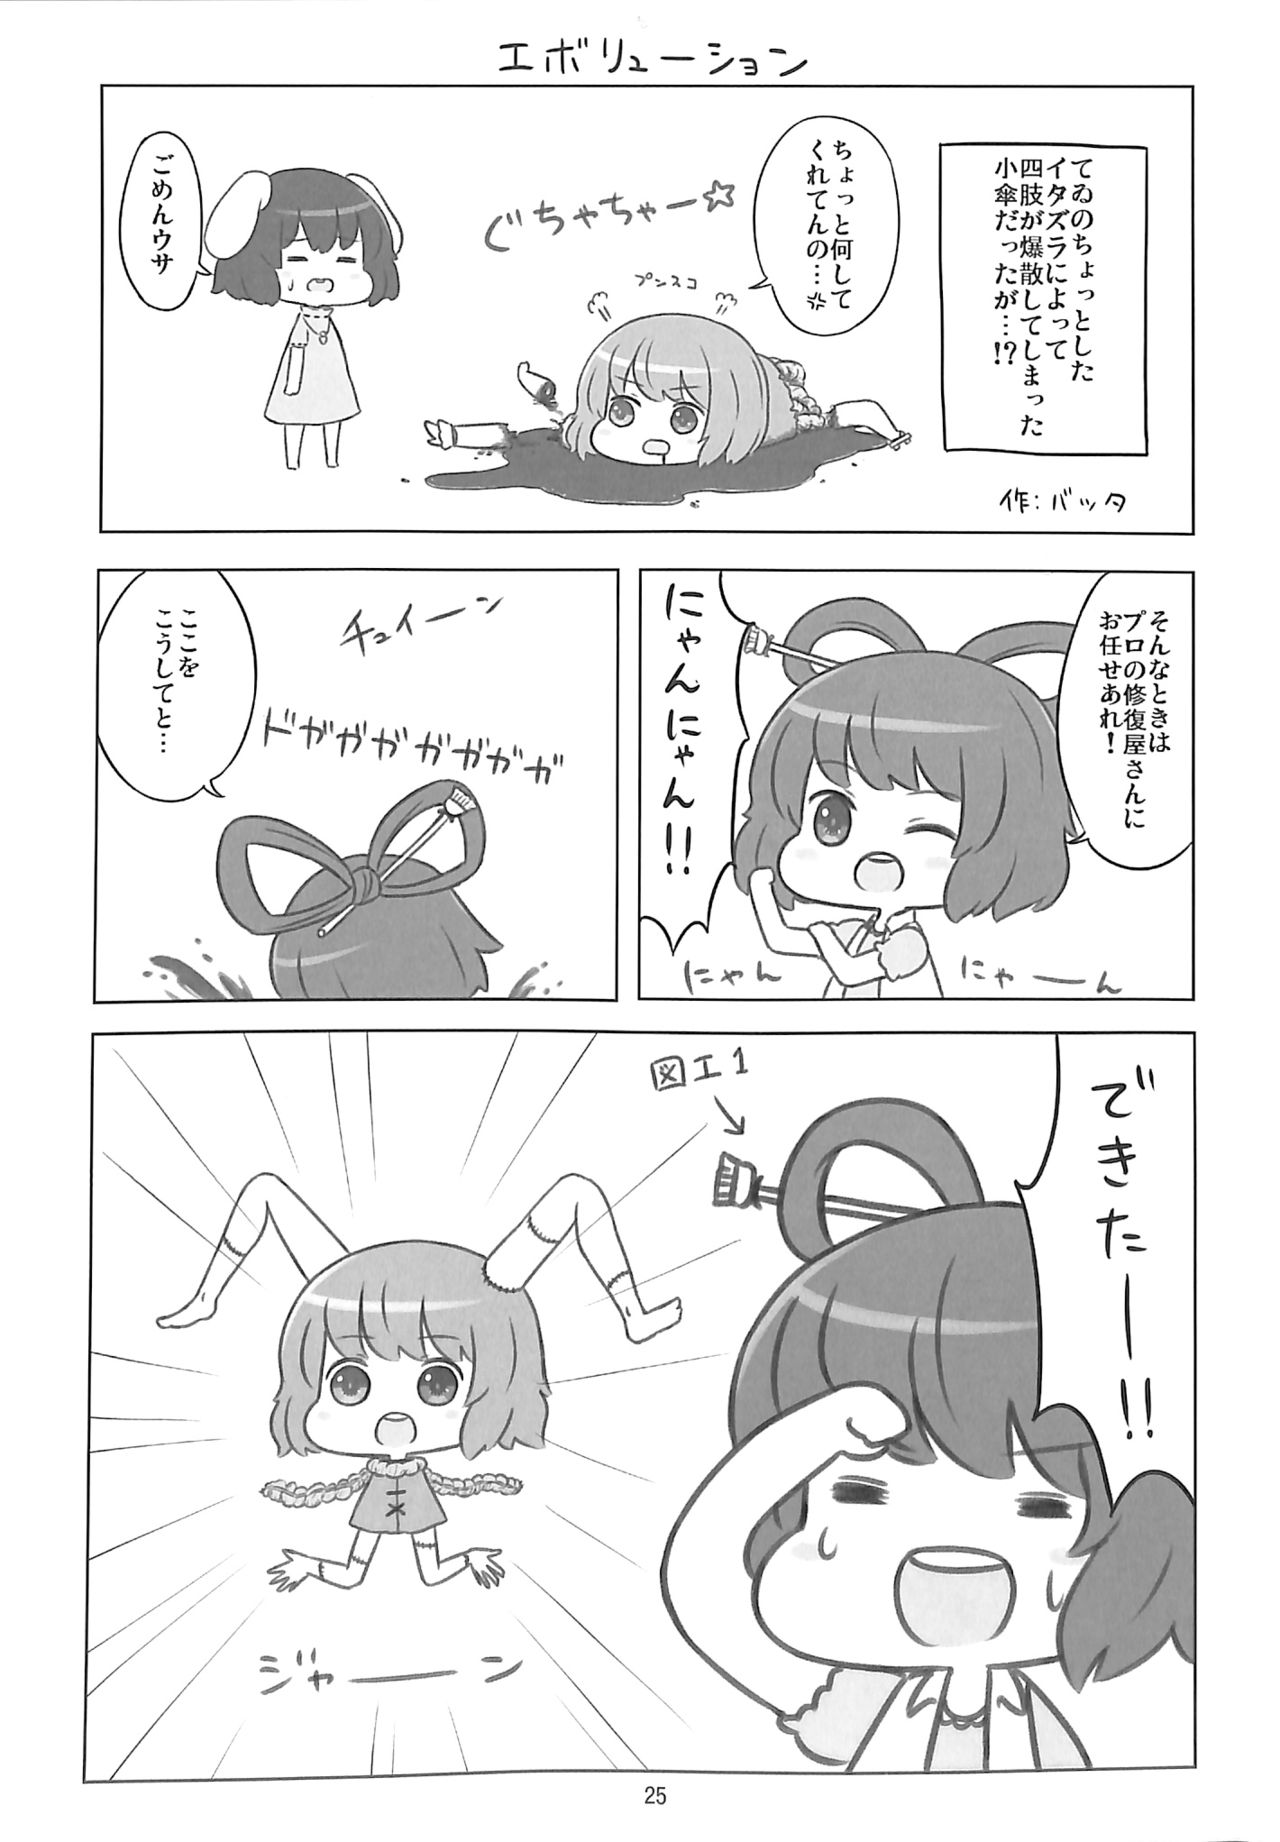 エボリューション
てゐのちょっとした
イタズラによって
四肢が爆散してしまった
小傘だったが…!?
作:バッタ
ちょっと何して
くれてんの…
プンスコ
ぐちゃちゃー☆
ごめんウサ
そんなときは
プロの修復屋さんに
お任せあれ!
にゃんにゃん!!
にゃーん
にゃん
チュイーン
ドガガガガガガガ
ここを
こうしてと…
できたー!!
図工1
ジャーン
25